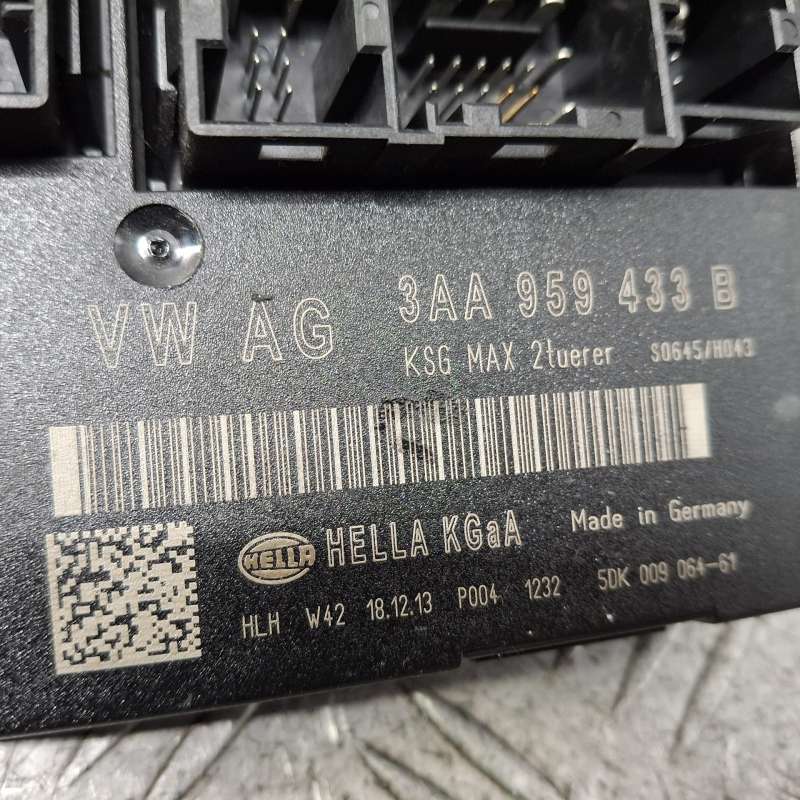 VW AG 3AA 959 433 B
KSG MAX 2tuerer S0645/H043
HELLA HELLA KGaA Made in Germany
HLH W42 18.12.13 P004 1232 5DK 009 064-61